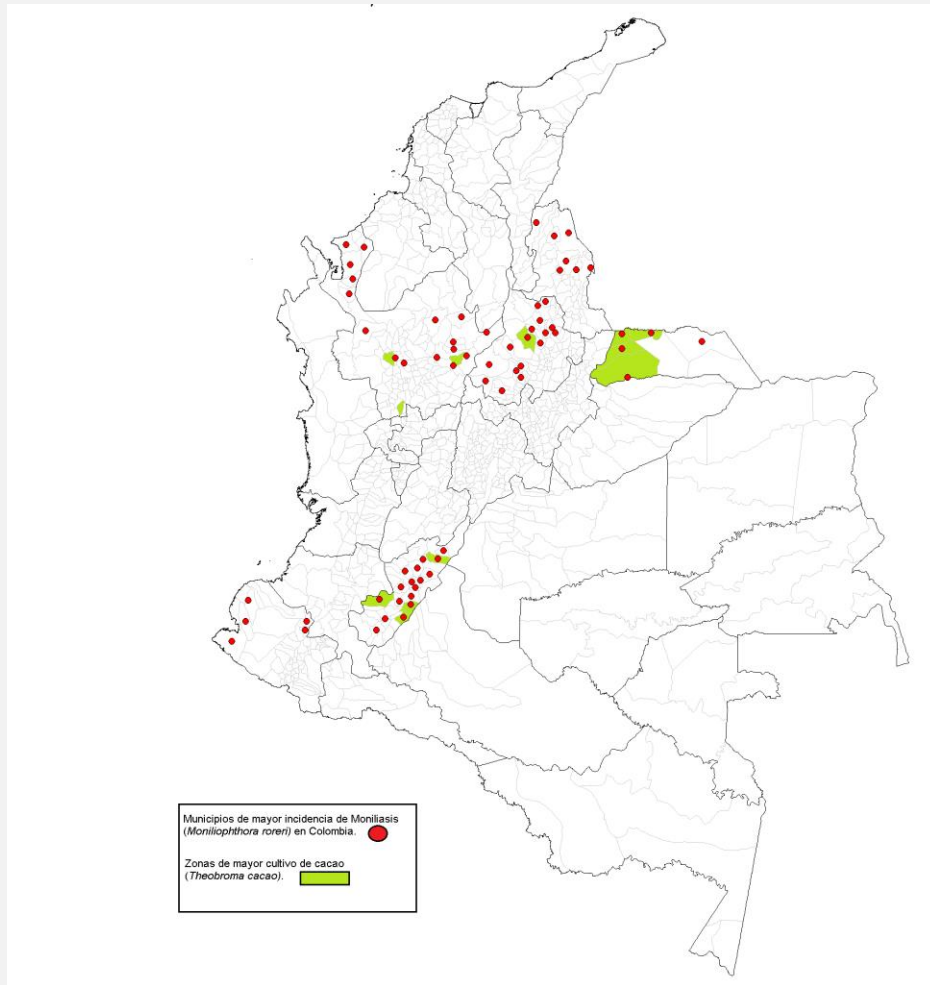 Municipios de mayor incidencia de Moniliasis
(Moniliophthora roreri) en Colombia.
Zonas de mayor cultivo de cacao
(Theobroma cacao).